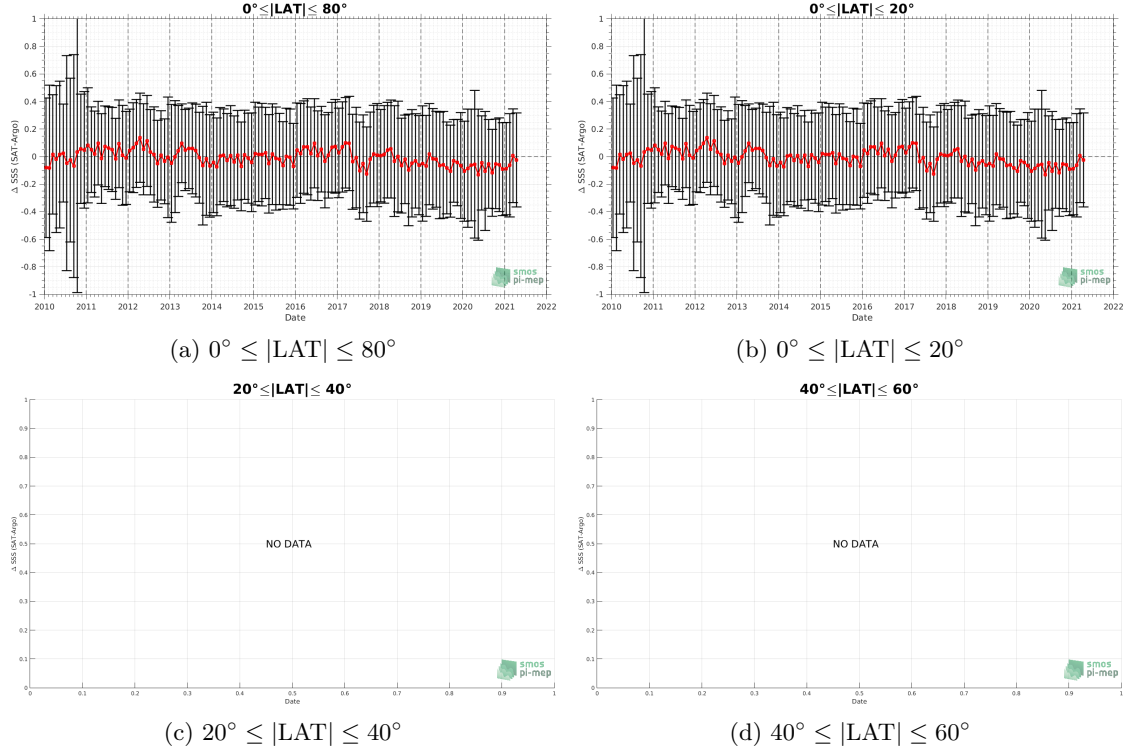 0°≤|LAT|≤ 80°
1
0.8
0.6
0.4
0.2
0
-0.2
-0.4
-0.6
-0.8
-1
Δ SSS (SAT-Argo)
2010 2011 2012 2013 2014 2015 2016 2017 2018 2019 2020 2021 2022
Date
smos
pi-mep
(a) 0° ≤ |LAT| ≤ 80°
0°≤|LAT|≤ 20°
1
0.8
0.6
0.4
0.2
0
-0.2
-0.4
-0.6
-0.8
-1
Δ SSS (SAT-Argo)
2010 2011 2012 2013 2014 2015 2016 2017 2018 2019 2020 2021 2022
Date
smos
pi-mep
(b) 0° ≤ |LAT| ≤ 20°
20°≤|LAT|≤ 40°
1
0.9
0.8
0.7
0.6
0.5
0.4
0.3
0.2
0.1
0
Δ SSS (SAT-Argo)
NO DATA
0 0.1 0.2 0.3 0.4 0.5 0.6 0.7 0.8 0.9 1
Date
smos
pi-mep
(c) 20° ≤ |LAT| ≤ 40°
40°≤|LAT|≤ 60°
1
0.9
0.8
0.7
0.6
0.5
0.4
0.3
0.2
0.1
0
Δ SSS (SAT-Argo)
NO DATA
0 0.1 0.2 0.3 0.4 0.5 0.6 0.7 0.8 0.9 1
Date
smos
pi-mep
(d) 40° ≤ |LAT| ≤ 60°